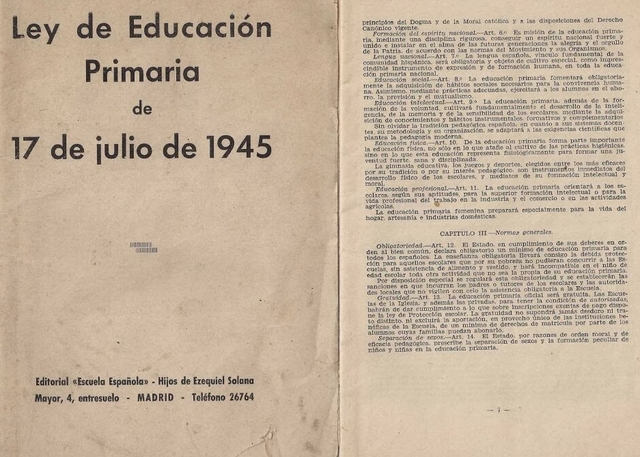 Ley de Educación
Primaria
de
17 de julio de 1945
Editorial «Escuela Española» - Hijos de Ezequiel Solana
Mayor, 4, entresuelo - MADRID - Teléfono 26764
principios del Dogma y de la Moral católica y a las disposiciones del Derecho
Canónico vigente.
Formación del espíritu nacional.—Art. 6.º Es misión de la educación prima-
ria, mediante una disciplina rigurosa, conseguir un espíritu nacional fuerte y
unido e instalar en el alma de las futuras generaciones la alegría y el orgullo
de la Patria, de acuerdo con las normas del Movimiento y sus Organismos.
Lengua nacional.—Art. 7.º La lengua española, vínculo fundamental de la
comunidad hispánica, será obligatoria y objeto de cultivo especial, como impres-
cindible instrumento de expresión y de formación humana, en toda la educa-
ción primaria nacional.
Educación social.—Art. 8.º La educación primaria fomentará obligatoria-
mente la adquisición de hábitos sociales necesarios para la convivencia huma-
na. Asimismo, mediante prácticas adecuadas, ejercitará a los alumnos en el aho-
rro, la previsión y el mutualismo.
Educación intelectual.—Art. 9.º La educación primaria, además de la for-
mación de la voluntad, cultivará fundamentalmente el desarrollo de la inteli-
gencia, de la memoria y de la sensibilidad de los escolares, mediante la adqui-
sición de conocimientos y hábitos instrumentales, formativos y complementarios
Sin olvidar la tradición pedagógica española, en cuanto a sus sistemas docen-
tes, su metodología y su organización, se adaptará a las exigencias científicas que
plantea la pedagogía moderna.
Educación física.—Art. 10. De la educación primaria forma parte importante
la educación física, no sólo en lo que atañe al cultivo de las prácticas higiénicas,
sino en lo que esta educación representa fisiológicamente para formar una ju-
ventud fuerte, sana y disciplinada
La gimnasia educativa, los juegos y deportes, elegidos entre los más eficaces
por su tradición o por su interés pedagógico, son instrumentos inmediatos del
desarrollo físico de los escolares, y mediatos de su formación intelectual y
moral.
Educación profesional.—Art. 11. La educación primaria orientará a los es-
colares, según sus aptitudes, para la superior formación intelectual o para la
vida profesional del trabajo en la industria y el comercio o en las actividades
agrícolas.
La educación primaria femenina preparará especialmente para la vida del
hogar, artesanía e industrias domésticas.
CAPITULO III —Normas generales.
Obligatoriedad.—Art. 12. El Estado, en cumplimiento de sus deberes en or-
den al bien común, declara obligatorio un mínimo de educación primaria para
todos los españoles. La enseñanza obligatoria llevará consigo la debida protec-
ción para aquellos escolares que por su pobreza no pudieran concurrir a las Es-
cuelas, sin asistencia de alimento y vestido, y hará incompatible en el niño de
edad escolar toda otra actividad que no sea la propia de su educación primaria.
Por disposición especial se regulará esta obligatoriedad y se establecerán las
sanciones en que incurran los padres o tutores de los escolares y las autorida-
des locales que no vigilen con celo la asistencia obligatoria a la Escuela.
Gratuidad.—Art. 13. La educación primaria oficial será gratuita. Las Escue-
las de la Iglesia, y además las privadas, para tener la condición de autorizadas,
habrán de dar cumplimiento a lo que sobre inscripciones exentas de pago dispo-
ne la ley de Protección escolar. La gratuidad no supondrá jamás desdoro ni tra-
to distinto, ni excluirá la aportación, en provecho único de las instituciones be-
néficas de la Escuela, de un mínimo de derechos de matrícula por parte de los
alumnos cuyas familias puedan abonarlo.
Separación de sexos.—Art. 14. El Estado, por razones de orden moral y de
eficacia pedagógica, prescribe la separación de sexos y la formación peculiar de
niños y niñas en la educación primaria.
— 7 —